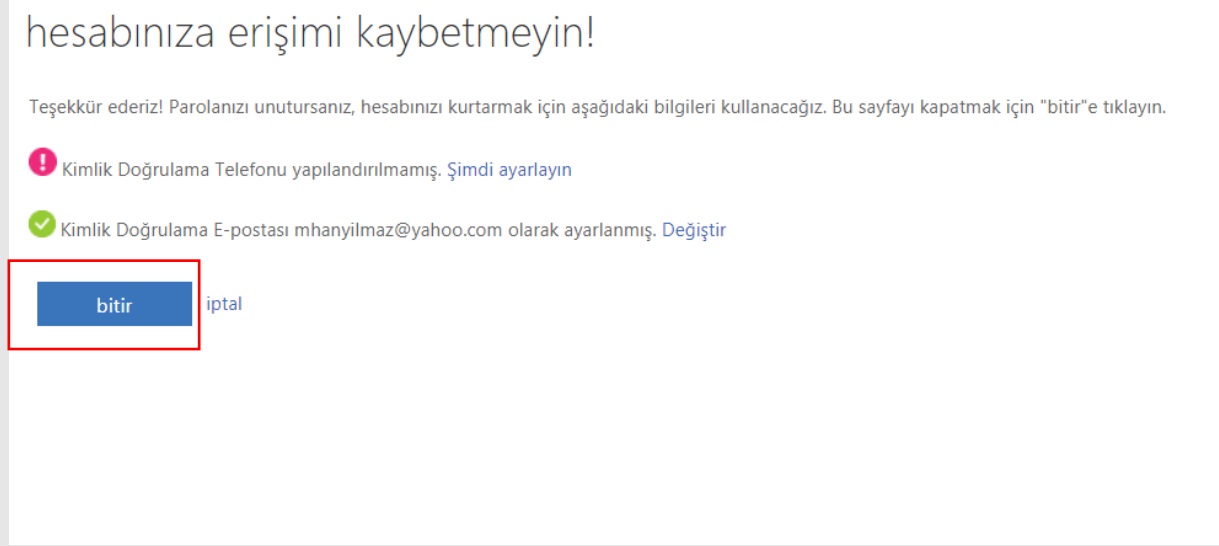 hesabınıza erişimi kaybetmeyin!
Teşekkür ederiz! Parolanızı unutursanız, hesabınızı kurtarmak için aşağıdaki bilgileri kullanacağız. Bu sayfayı kapatmak için "bitir"e tıklayın.
Kimlik Doğrulama Telefonu yapılandırılmamış. Şimdi ayarlayın
Kimlik Doğrulama E-postası mhanyilmaz@yahoo.com olarak ayarlanmış. Değiştir
bitir iptal